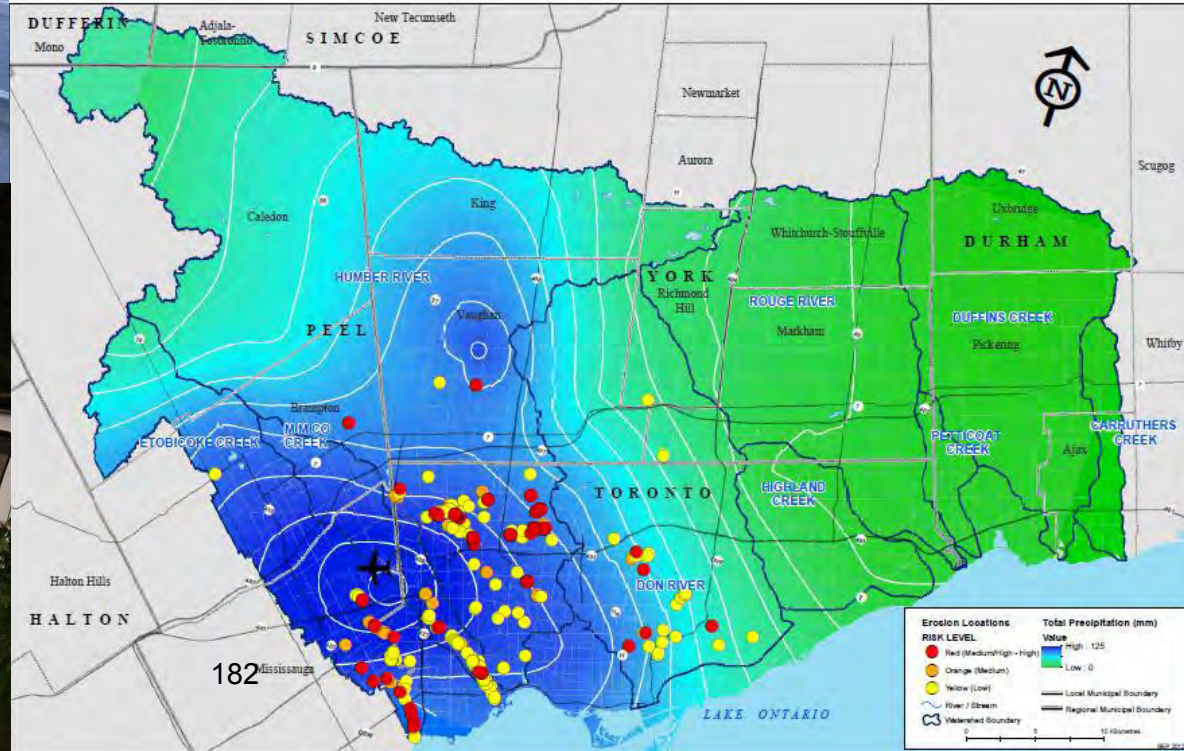 DUFFERIN
Mono
Adjala-
Tosorontio
SIMCOE
New Tecumseth
Newmarket
Aurora
Scugog
N
Caledon
King
Whitchurch-Stouffville
Uxbridge
DURHAM
HUMBER RIVER
YORK
Richmond
Hill
ROUGE RIVER
PEEL
Vaughan
Markham
DUFFINS CREEK
Pickering
Whitby
Brampton
ETOBICOKE CREEK
MIMICO
CREEK
PETTICOAT
CREEK
CARRUTHERS
CREEK
Ajax
TORONTO
HIGHLAND
CREEK
Halton Hills
HALTON
DON RIVER
Mississauga
182
LAKE ONTARIO
Erosion Locations
RISK LEVEL
Red (Medium/High - High)
Orange (Medium)
Yellow (Low)
River / Stream
Watershed Boundary
Total Precipitation (mm)
Value
High : 125
Low : 0
Local Municipal Boundary
Regional Municipal Boundary
0 5 10 Kilometres